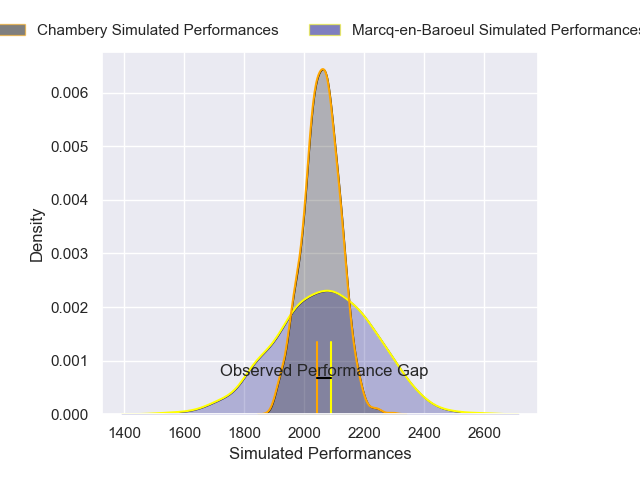 Chambery Simulated Performances
Marcq-en-Baroeul Simulated Performances
0.006
0.005
0.004
0.003
0.002
0.001
0.000
Density
Observed Performance Gap
1400 1600 1800 2000 2200 2400 2600
Simulated Performances